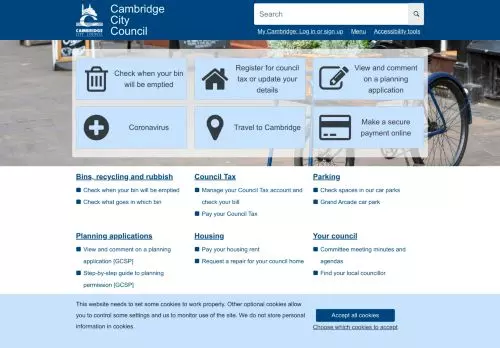 CAMBRIDGE
CITY COUNCIL
Cambridge
City
Council
Search
My Cambridge: Log in or sign up
Menu
Accessibility tools
Check when your bin
will be emptied
Register for council
tax or update your
details
View and comment
on a planning
application
Coronavirus
Travel to Cambridge
Make a secure
payment online
Bins, recycling and rubbish
Check when your bin will be emptied
Check what goes in which bin
Council Tax
Manage your Council Tax account and
check your bill
Pay your Council Tax
Parking
Check spaces in our car parks
Grand Arcade car park
Planning applications
View and comment on a planning
application [GCSP]
Step-by-step guide to planning
permission [GCSP]
Housing
Pay your housing rent
Request a repair for your council home
Your council
Committee meeting minutes and
agendas
Find your local councillor
This website needs to set some cookies to work properly. Other optional cookies allow
you to control some settings and us to monitor use of the site. We do not store personal
information in cookies.
Accept all cookies
Choose which cookies to accept